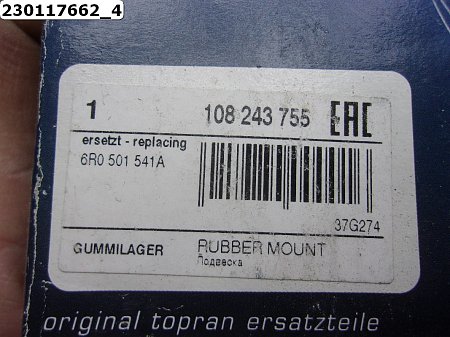 230117662_4
1 108 243 755 EAC
ersetzt - replacing
6R0 501 541A
37G274
GUMMILAGER RUBBER MOUNT
Подвеска
original topran ersatzteile